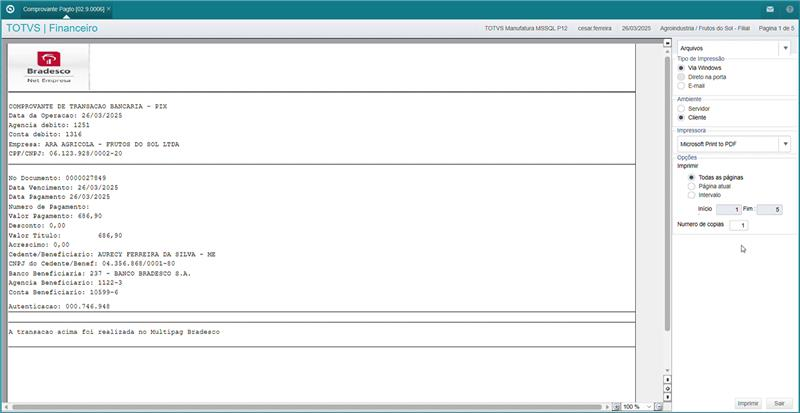 Comprovante Pagto [02.9.0006] ×
TOTVS | Financeiro
TOTVS Manufatura MSSQL P12 cesar.ferreira 26/03/2025 Agroindustria / Frutos do Sol - Filial Pagina 1 de 5
Bradesco
Net Empresa
COMPROVANTE DE TRANSACAO BANCARIA - PIX
Data da Operacao: 26/03/2025
Agencia debito: 1251
Conta debito: 1316
Empresa: ARA AGRICOLA - FRUTOS DO SOL LTDA
CPF/CNPJ: 06.123.928/0002-20
No Documento: 0000027849
Data Vencimento: 26/03/2025
Data Pagamento 26/03/2025
Numero de Pagamento:
Valor Pagamento: 686,90
Desconto: 0,00
Valor Titulo: 686,90
Acrescimo: 0,00
Cedente/Beneficiario: AURECY FERREIRA DA SILVA - ME
CNPJ do Cedente/Benef: 04.356.868/0001-80
Banco Beneficiaria: 237 - BANCO BRADESCO S.A.
Agencia Beneficiario: 1122-3
Conta Beneficiario: 10599-6
Autenticacao: 000.746.948
A transacao acima foi realizada no Multipag Bradesco
100 %
Arquivos
Tipo de Impressão
Via Windows
Direto na porta
E-mail
Ambiente
Servidor
Cliente
Impressora
Microsoft Print to PDF
Opções
Imprimir
Todas as páginas
Página atual
Intervalo
Início 1 Fim : 5
Numero de copias 1
Imprimir Sair